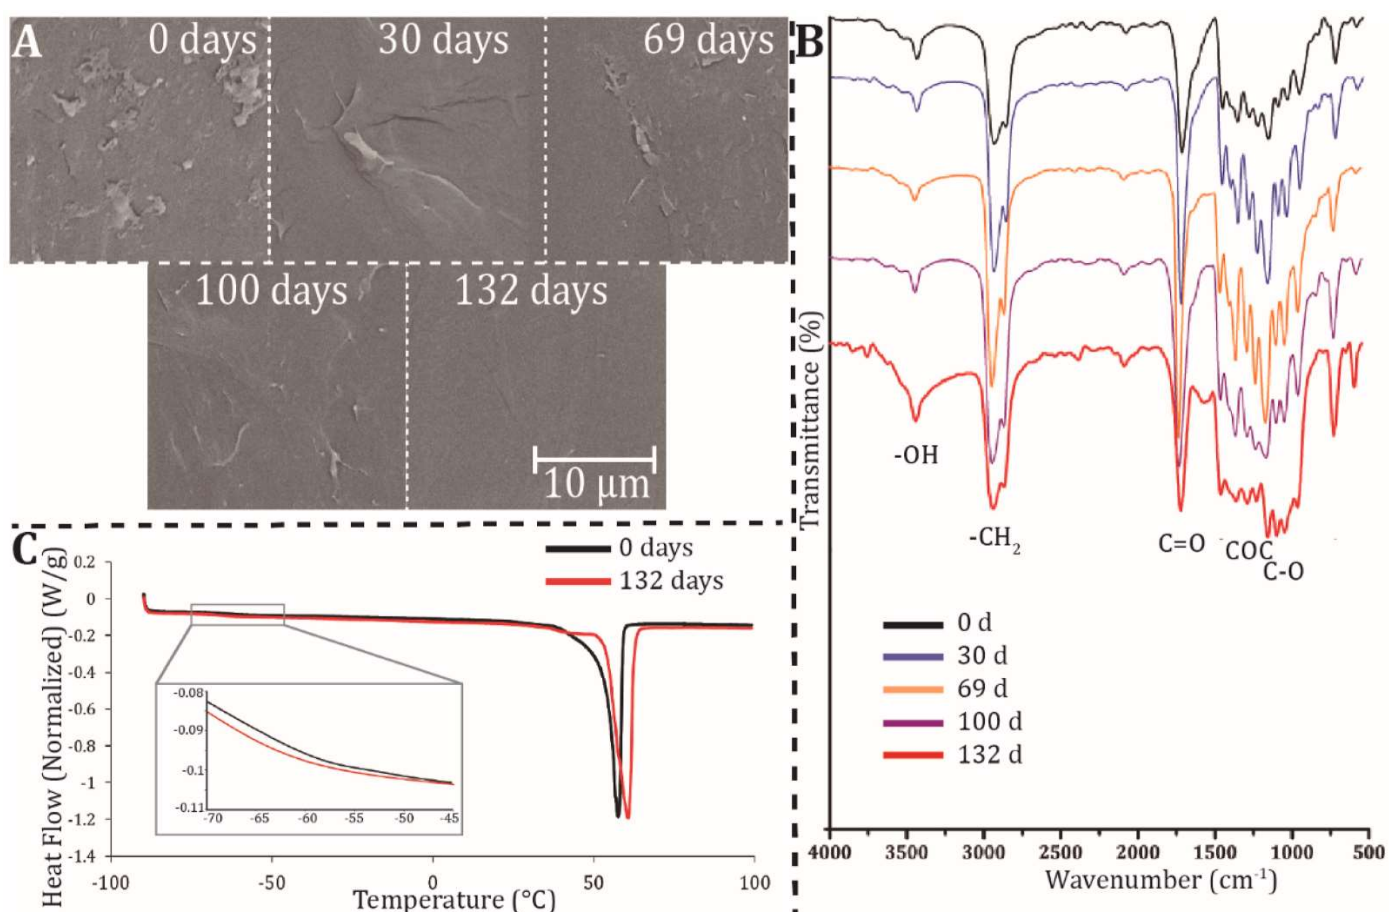 A
0 days
30 days
69 days
100 days
132 days
10 µm
B
Transmittance (%)
-OH
-CH₂
C=O
COC
C-O
0 d
30 d
69 d
100 d
132 d
4000 3500 3000 2500 2000 1500 1000 500
Wavenumber (cm⁻¹)
C
Heat Flow (Normalized) (W/g)
0 days
132 days
0.2
0
-0.2
-0.4
-0.6
-0.8
-1
-1.2
-1.4
-0.08
-0.09
-0.1
-0.11
-70 -65 -60 -55 -50 -45
-100 -50 0 50 100
Temperature (°C)